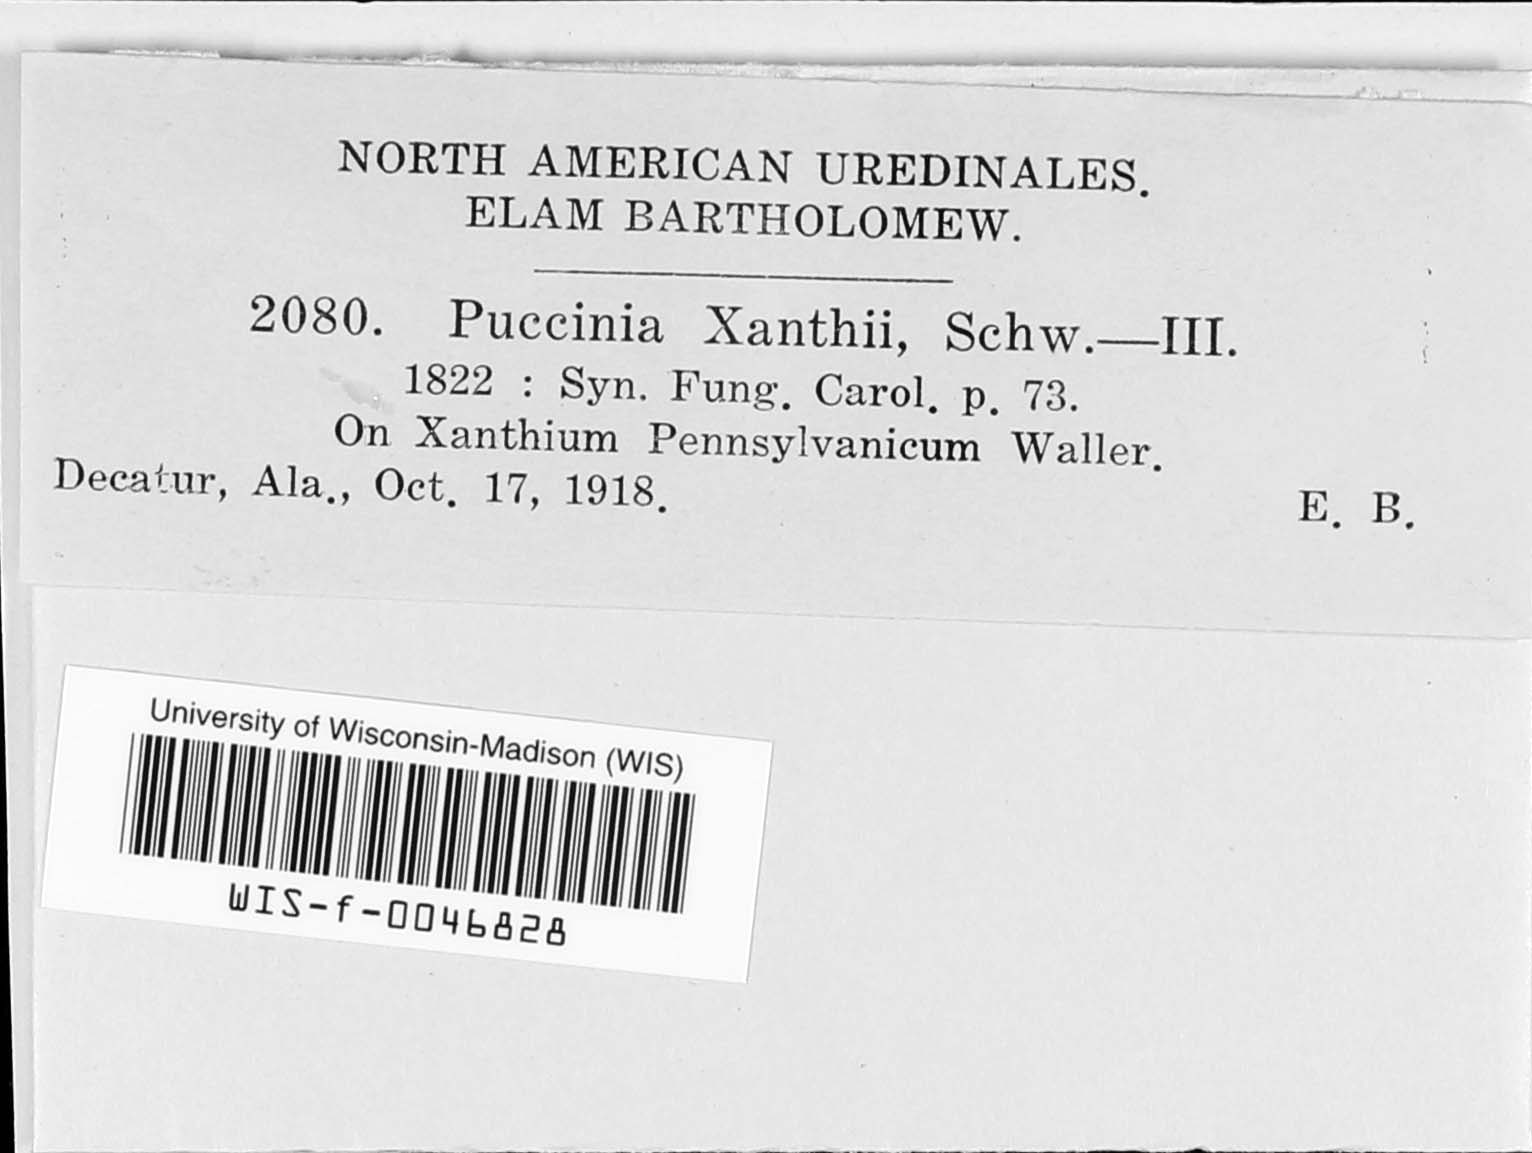 NORTH AMERICAN UREDINALES.
ELAM BARTHOLOMEW.
2080. Puccinia Xanthii, Schw.—III.
1822 : Syn. Fung. Carol. p. 73.
On Xanthium Pennsylvanicum Waller.
Decatur, Ala., Oct. 17, 1918.
E. B.
University of Wisconsin-Madison (WIS)
WIS-f-0046828